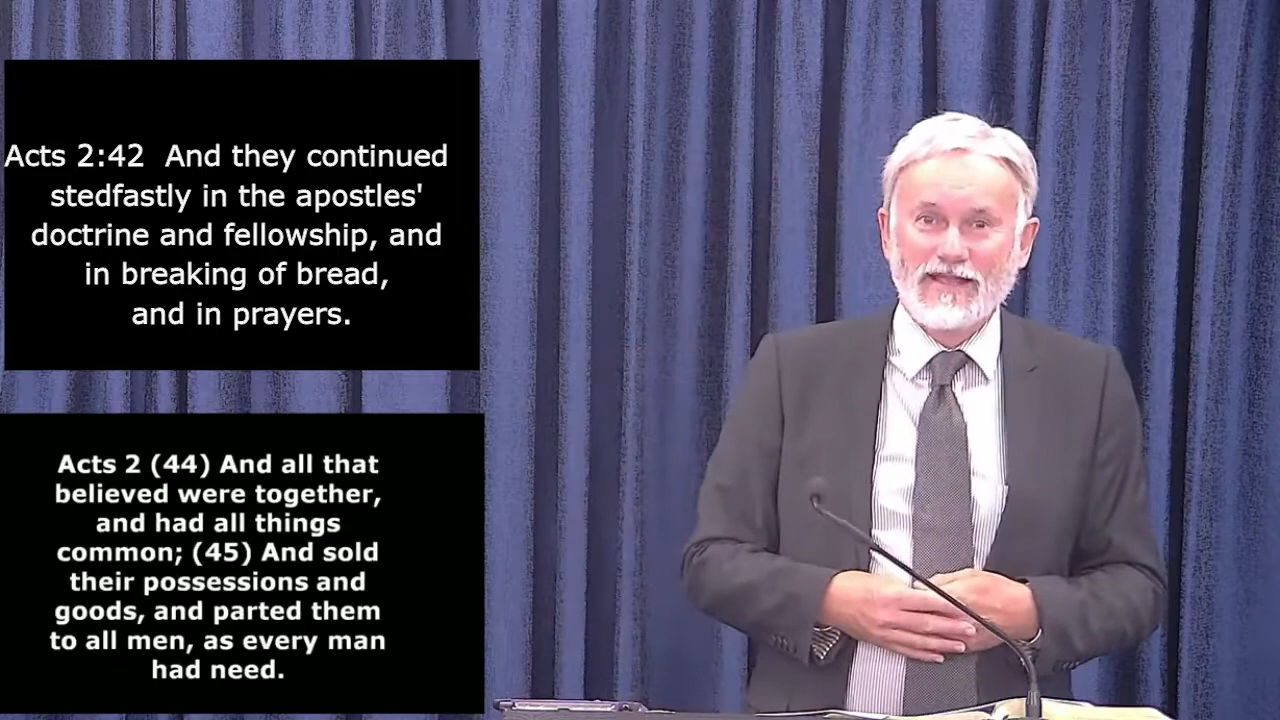 Acts 2:42  And they continued
stedfastly in the apostles'
doctrine and fellowship, and
in breaking of bread,
and in prayers.
Acts 2 (44) And all that
believed were together,
and had all things
common; (45) And sold
their possessions and
goods, and parted them
to all men, as every man
had need.